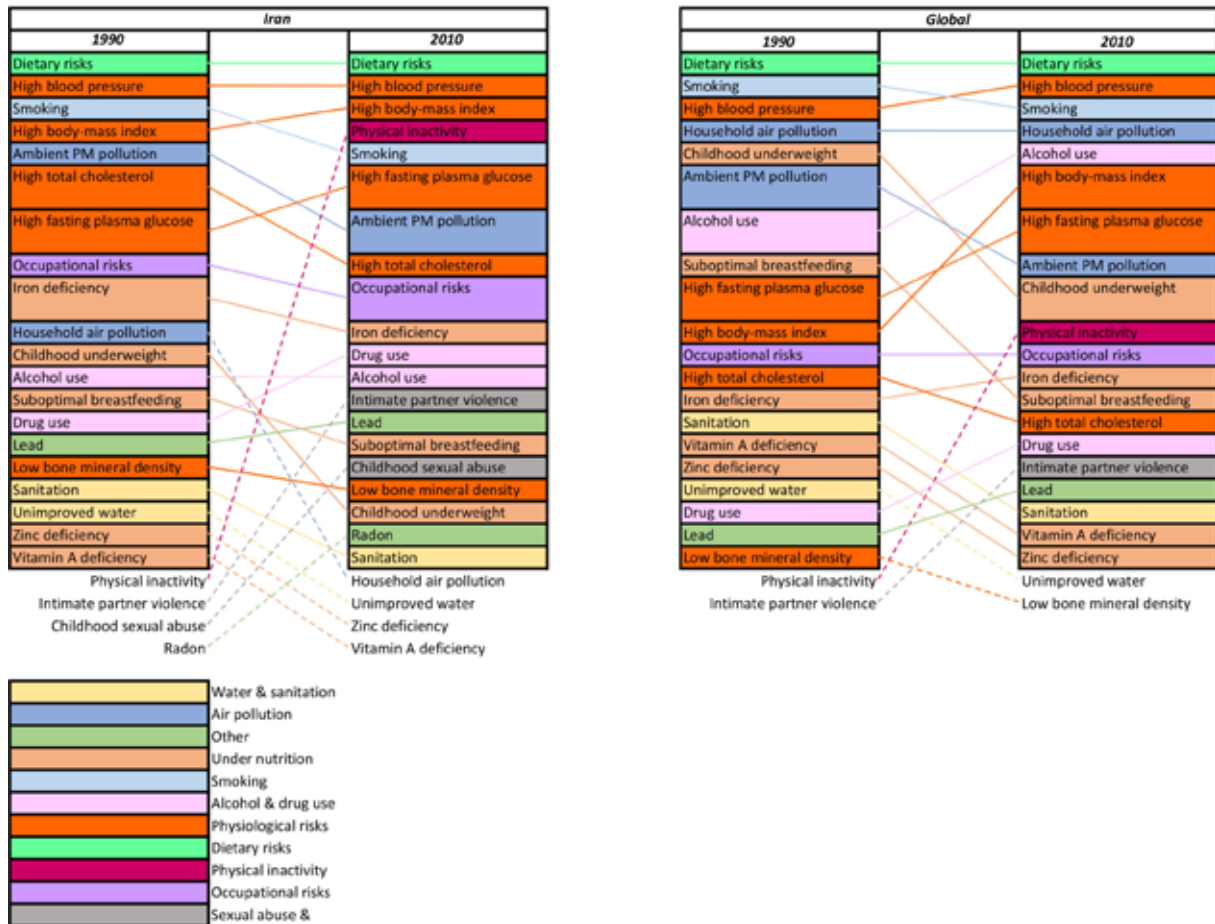 Iran
1990
2010
Dietary risks
Dietary risks
High blood pressure
High blood pressure
Smoking
High body-mass index
High body-mass index
Physical inactivity
Ambient PM pollution
Smoking
High total cholesterol
High fasting plasma glucose
High fasting plasma glucose
Ambient PM pollution
Occupational risks
High total cholesterol
Iron deficiency
Occupational risks
Household air pollution
Iron deficiency
Childhood underweight
Drug use
Alcohol use
Alcohol use
Suboptimal breastfeeding
Intimate partner violence
Drug use
Lead
Lead
Suboptimal breastfeeding
Low bone mineral density
Childhood sexual abuse
Sanitation
Low bone mineral density
Unimproved water
Childhood underweight
Zinc deficiency
Radon
Vitamin A deficiency
Sanitation
Physical inactivity
Household air pollution
Intimate partner violence
Unimproved water
Childhood sexual abuse
Zinc deficiency
Radon
Vitamin A deficiency
Global
1990
2010
Dietary risks
Dietary risks
Smoking
High blood pressure
High blood pressure
Smoking
Household air pollution
Household air pollution
Childhood underweight
Alcohol use
Ambient PM pollution
High body-mass index
Alcohol use
High fasting plasma glucose
Suboptimal breastfeeding
Ambient PM pollution
High fasting plasma glucose
Childhood underweight
High body-mass index
Physical inactivity
Occupational risks
Occupational risks
High total cholesterol
Iron deficiency
Iron deficiency
Suboptimal breastfeeding
Sanitation
High total cholesterol
Vitamin A deficiency
Drug use
Zinc deficiency
Intimate partner violence
Unimproved water
Lead
Drug use
Sanitation
Lead
Vitamin A deficiency
Low bone mineral density
Zinc deficiency
Physical inactivity
Unimproved water
Intimate partner violence
Low bone mineral density
Water & sanitation
Air pollution
Other
Under nutrition
Smoking
Alcohol & drug use
Physiological risks
Dietary risks
Physical inactivity
Occupational risks
Sexual abuse &